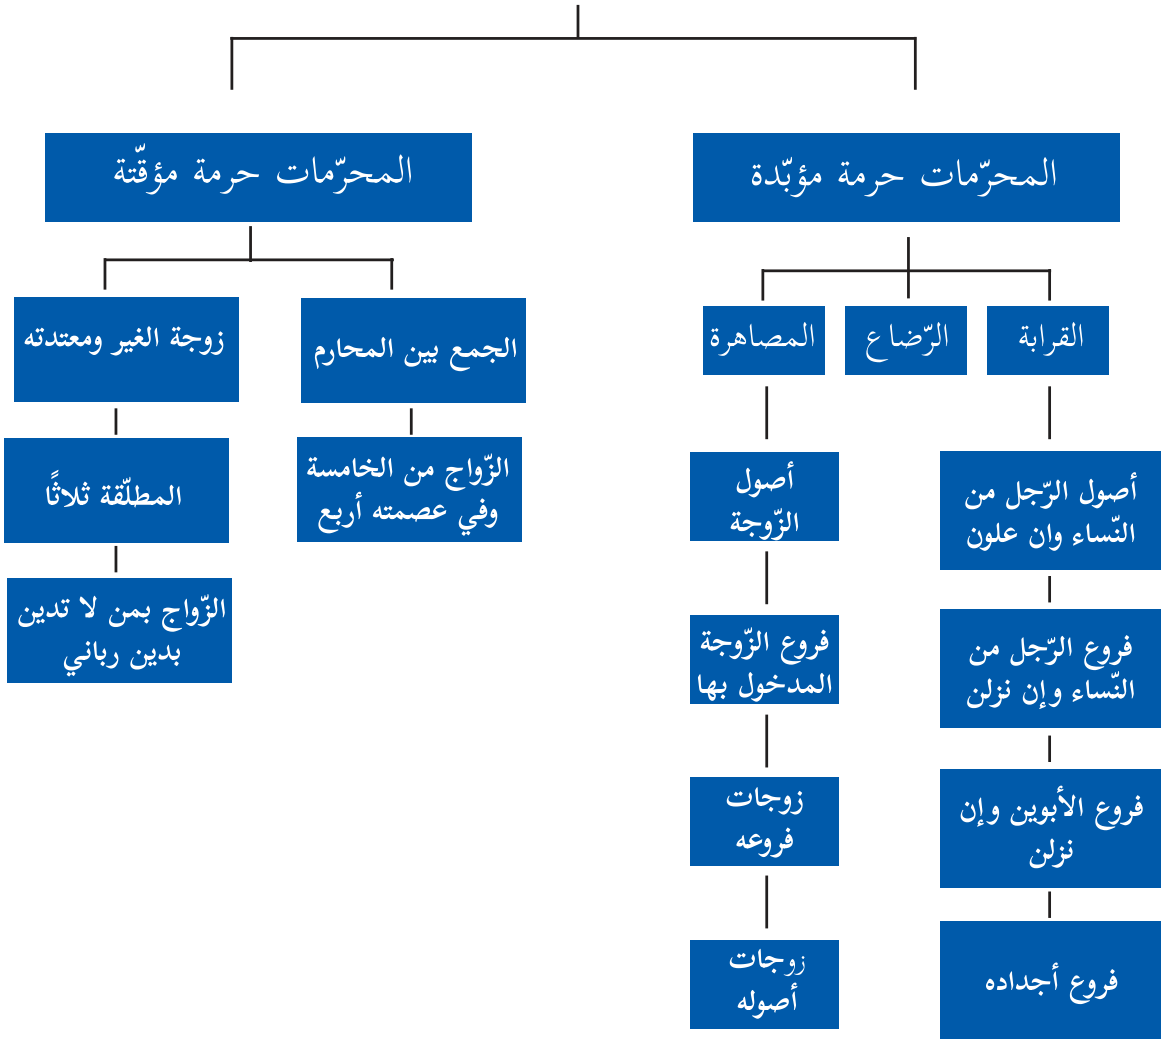 المحرّمات حرمة مؤبّدة
المحرّمات حرمة مؤقّتة
القرابة
الرّضاع
المصاهرة
أصول الرّجل من
النّساء وان علون
فروع الرّجل من
النّساء وإن نزلن
فروع الأبوين وإن
نزلن
فروع أجداده
أصول
الزّوجة
فروع الزّوجة
المدخول بها
زوجات
فروعه
زوجات
أصوله
الجمع بين المحارم
الزّواج من الخامسة
وفي عصمته أربع
زوجة الغير ومعتدته
المطلّقة ثلاثًا
الزّواج بمن لا تدين
بدين رباني